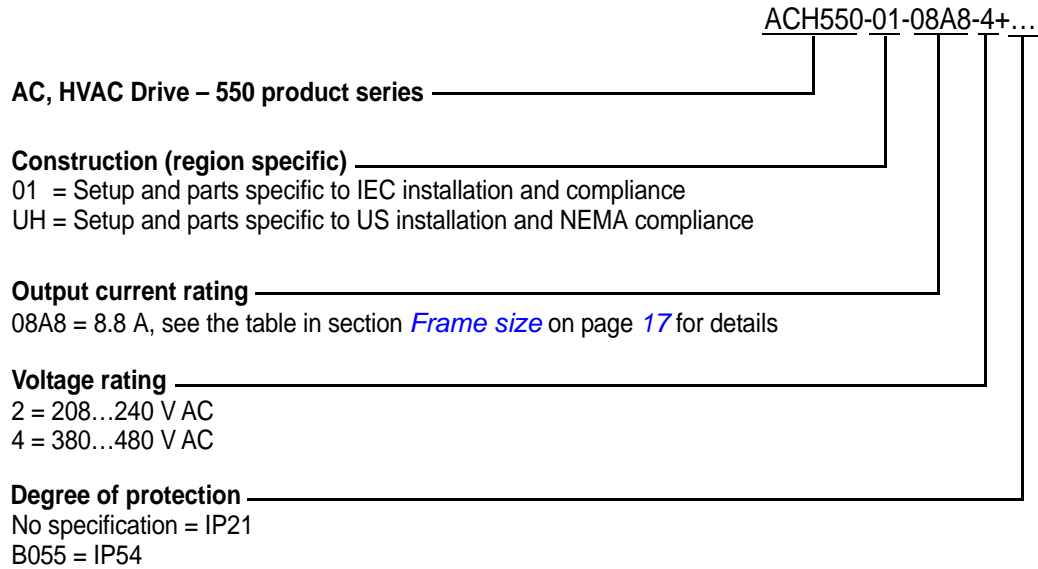 ACH550-01-08A8-4+…
AC, HVAC Drive – 550 product series
Construction (region specific)
01 = Setup and parts specific to IEC installation and compliance
UH = Setup and parts specific to US installation and NEMA compliance
Output current rating
08A8 = 8.8 A, see the table in section Frame size on page 17 for details
Voltage rating
2 = 208…240 V AC
4 = 380…480 V AC
Degree of protection
No specification = IP21
B055 = IP54